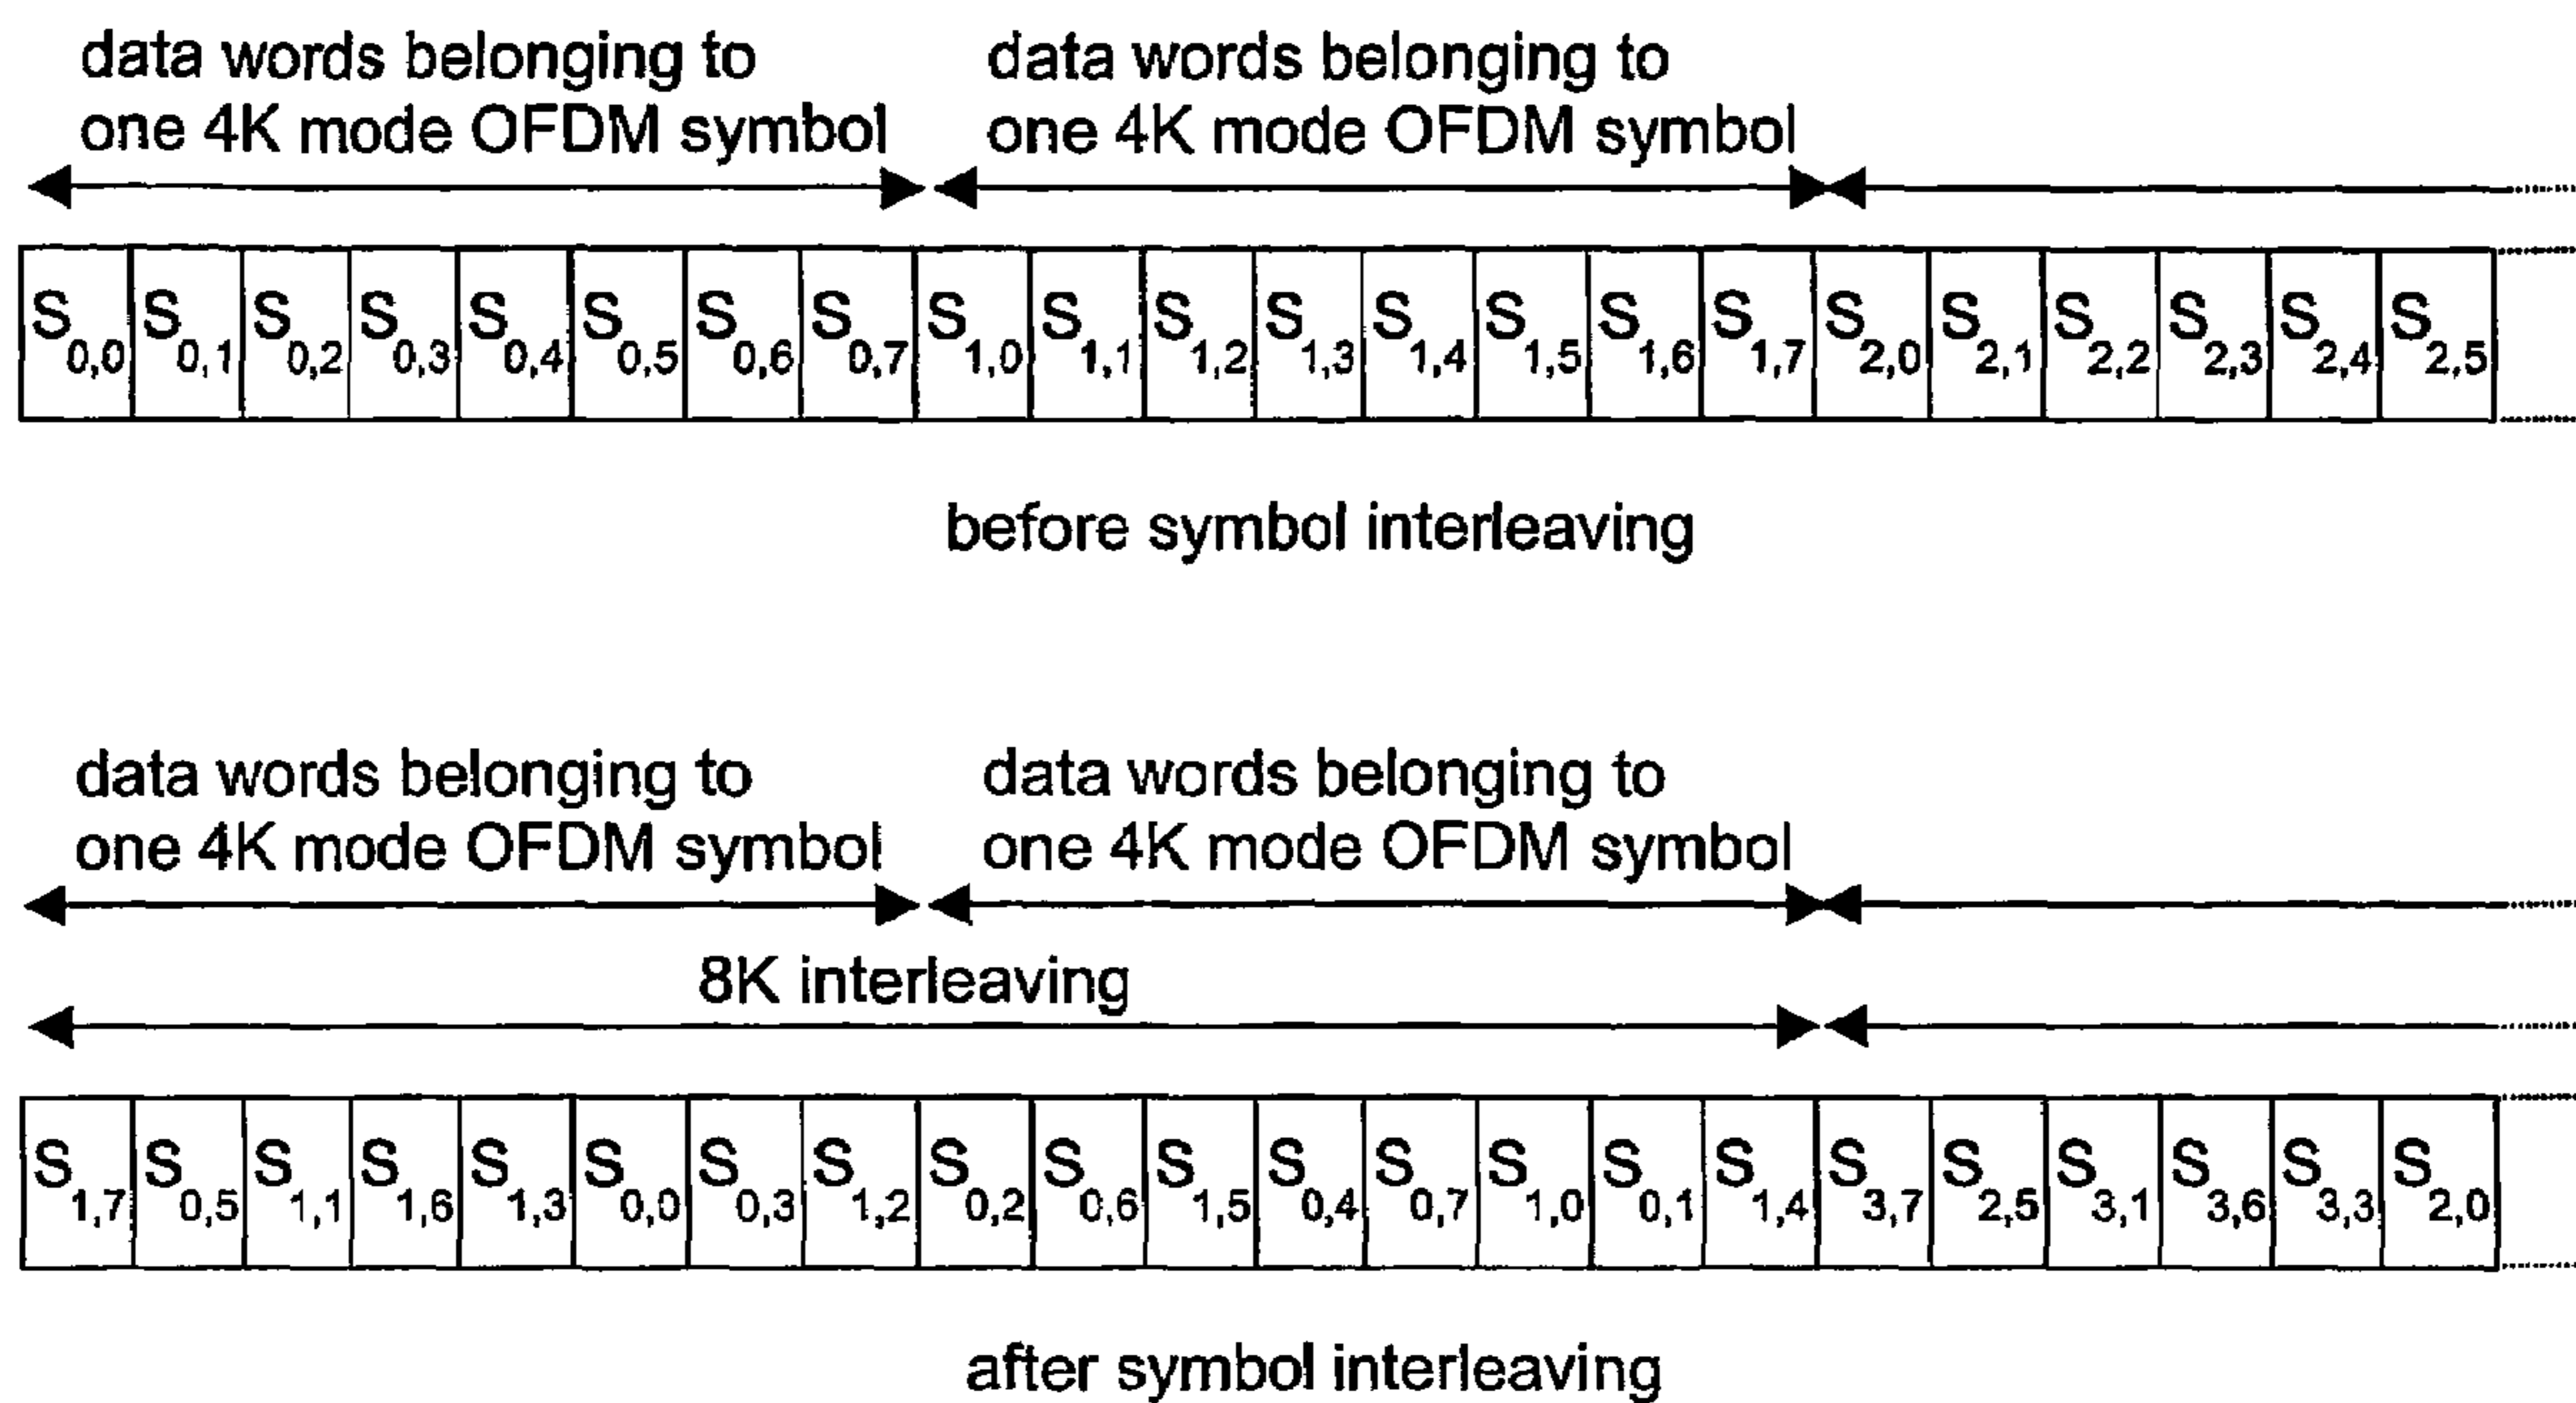 data words belonging to
one 4K mode OFDM symbol
data words belonging to
one 4K mode OFDM symbol
S0,0 S0,1 S0,2 S0,3 S0,4 S0,5 S0,6 S0,7 S1,0 S1,1 S1,2 S1,3 S1,4 S1,5 S1,6 S1,7 S2,0 S2,1 S2,2 S2,3 S2,4 S2,5
before symbol interleaving
data words belonging to
one 4K mode OFDM symbol
data words belonging to
one 4K mode OFDM symbol
8K interleaving
S1,7 S0,5 S1,1 S1,6 S1,3 S0,0 S0,3 S1,2 S0,2 S0,6 S1,5 S0,4 S0,7 S1,0 S0,1 S1,4 S3,7 S2,5 S3,1 S3,6 S3,3 S2,0
after symbol interleaving